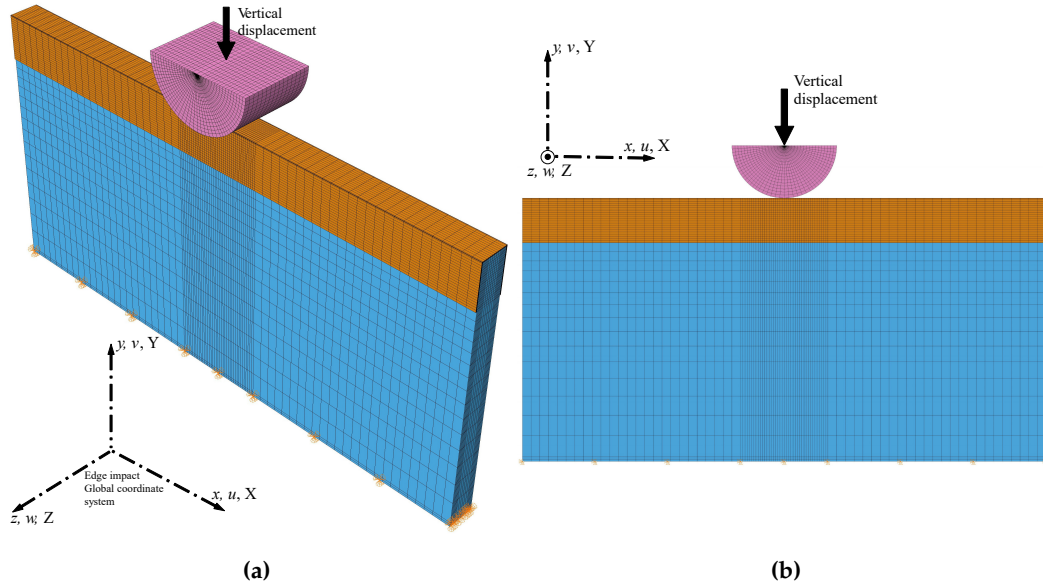 Vertical
displacement
y, v, Y
Edge impact
Global coordinate
system
x, u, X
z, w, Z
(a)
y, v, Y
Vertical
displacement
x, u, X
z, w, Z
(b)